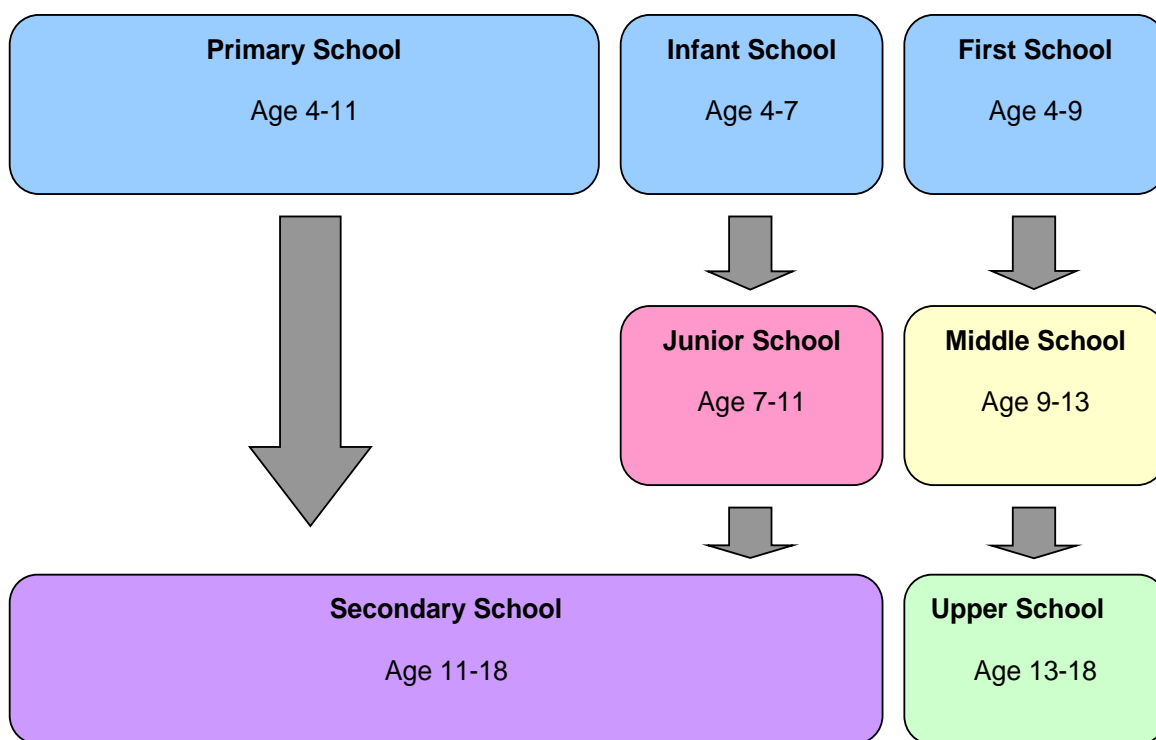 Primary School
Age 4-11
Infant School
Age 4-7
First School
Age 4-9
Junior School
Age 7-11
Middle School
Age 9-13
Secondary School
Age 11-18
Upper School
Age 13-18